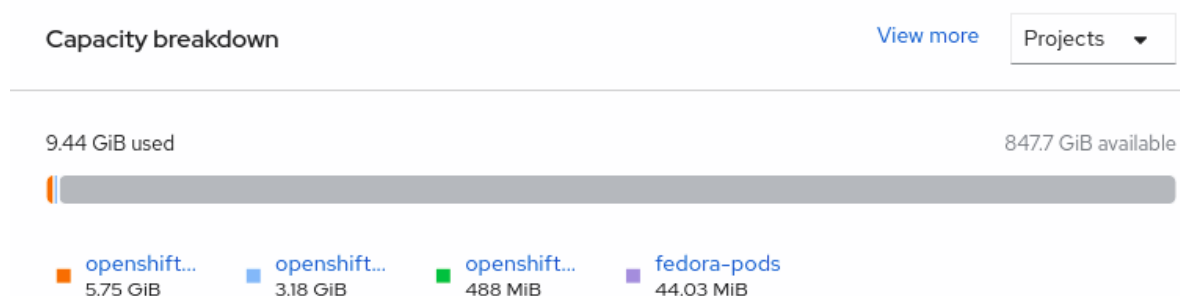 Capacity breakdown View more Projects
9.44 GiB used 847.7 GiB available
openshift... openshift... openshift... fedora-pods
5.75 GiB 3.18 GiB 488 MiB 44.03 MiB